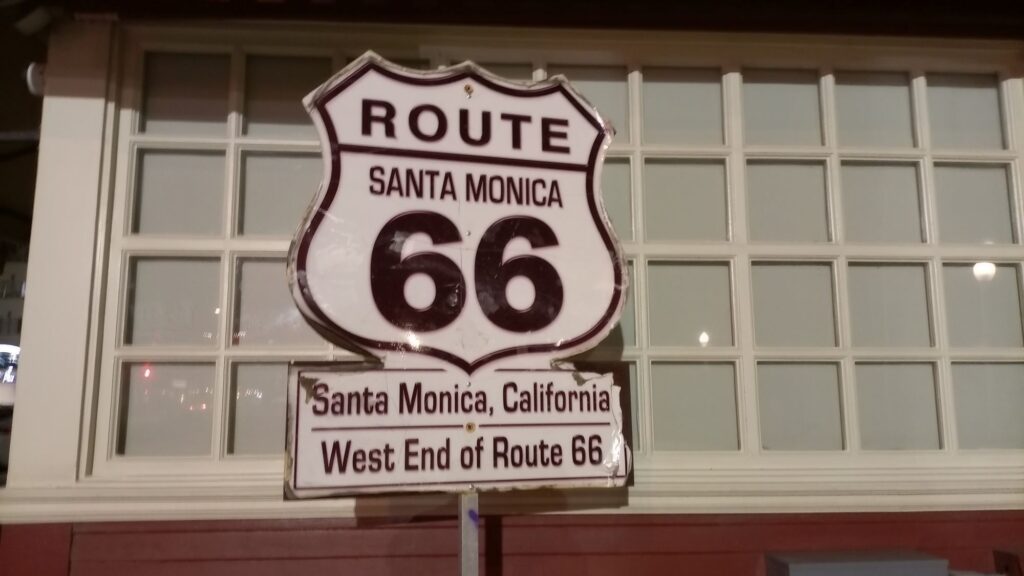 ROUTE
SANTA MONICA
66
Santa Monica, California
West End of Route 66